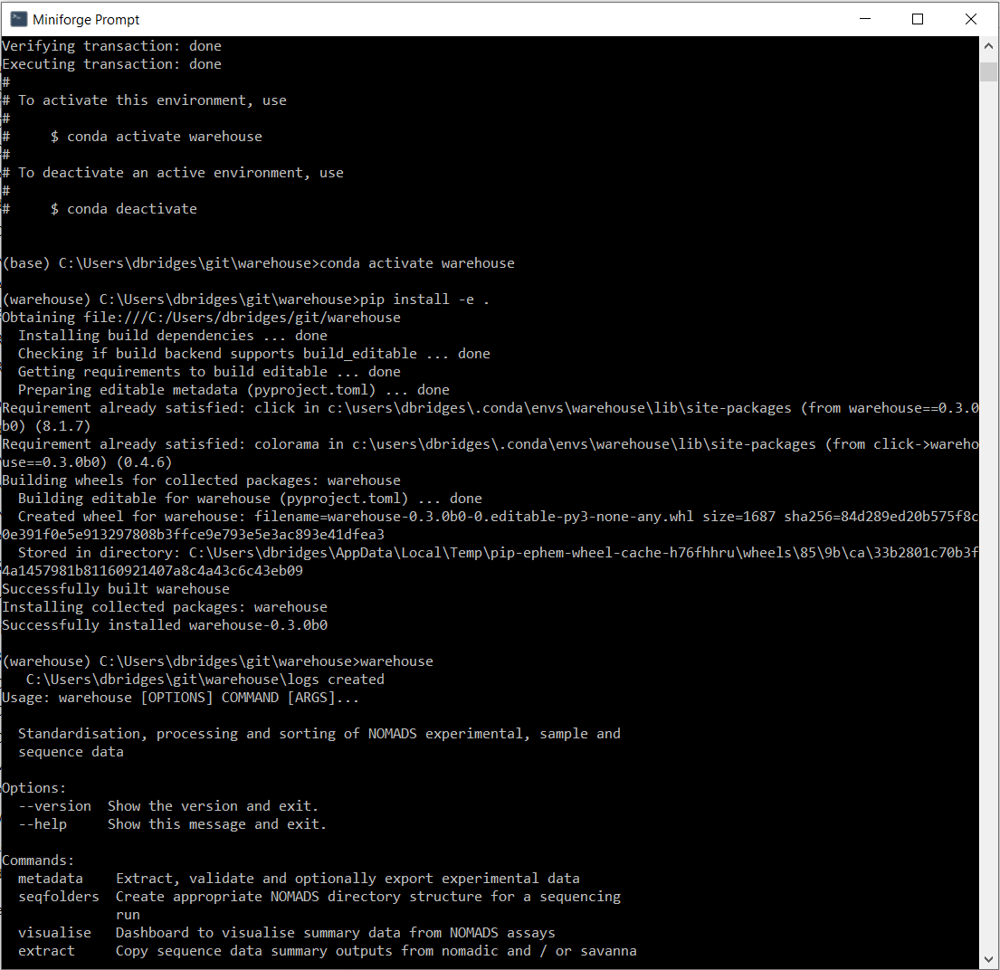 Miniforge Prompt
Verifying transaction: done
Executing transaction: done
#
# To activate this environment, use
#
#     $ conda activate warehouse
#
# To deactivate an active environment, use
#
#     $ conda deactivate
(base) C:\Users\dbridges\git\warehouse>conda activate warehouse
(warehouse) C:\Users\dbridges\git\warehouse>pip install -e .
Obtaining file:///C:/Users/dbridges/git/warehouse
  Installing build dependencies ... done
  Checking if build backend supports build_editable ... done
  Getting requirements to build editable ... done
  Preparing editable metadata (pyproject.toml) ... done
Requirement already satisfied: click in c:\users\dbridges\.conda\envs\warehouse\lib\site-packages (from warehouse==0.3.0
b0) (8.1.7)
Requirement already satisfied: colorama in c:\users\dbridges\.conda\envs\warehouse\lib\site-packages (from click->wareho
use==0.3.0b0) (0.4.6)
Building wheels for collected packages: warehouse
  Building editable for warehouse (pyproject.toml) ... done
  Created wheel for warehouse: filename=warehouse-0.3.0b0-0.editable-py3-none-any.whl size=1687 sha256=84d289ed20b575f8c
0e391f0e5e913297808b3ffce9e793e5e3ac893e41dfea3
  Stored in directory: C:\Users\dbridges\AppData\Local\Temp\pip-ephem-wheel-cache-h76fhhru\wheels\85\9b\ca\33b2801c70b3f
4a1457981b81160921407a8c4a43c6c43eb09
Successfully built warehouse
Installing collected packages: warehouse
Successfully installed warehouse-0.3.0b0
(warehouse) C:\Users\dbridges\git\warehouse>warehouse
   C:\Users\dbridges\git\warehouse\logs created
Usage: warehouse [OPTIONS] COMMAND [ARGS]...
  Standardisation, processing and sorting of NOMADS experimental, sample and
  sequence data
Options:
  --version  Show the version and exit.
  --help     Show this message and exit.
Commands:
  metadata    Extract, validate and optionally export experimental data
  seqfolders  Create appropriate NOMADS directory structure for a sequencing
              run
  visualise   Dashboard to visualise summary data from NOMADS assays
  extract     Copy sequence data summary outputs from nomadic and / or savanna